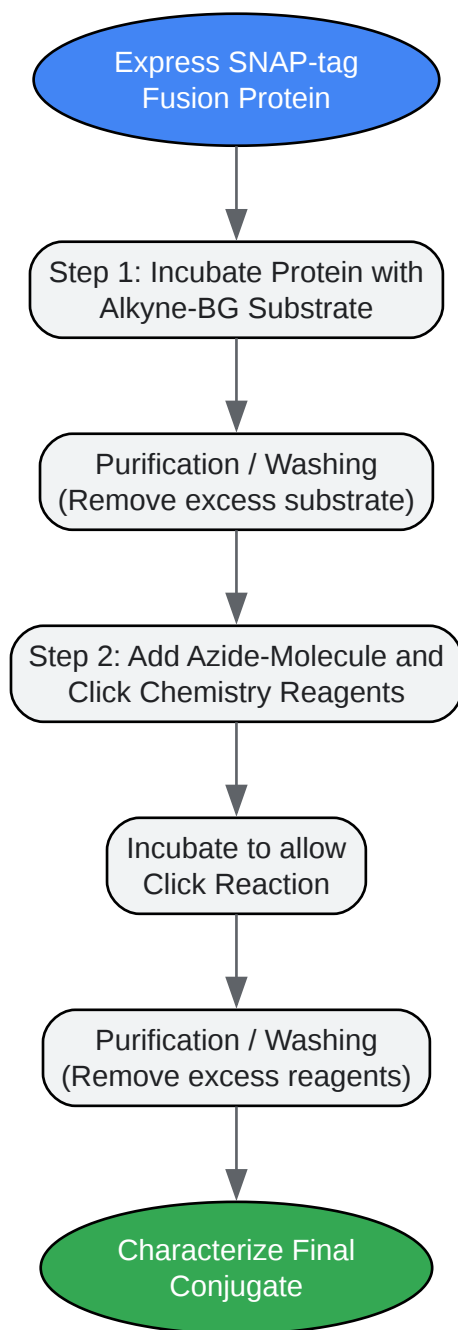 Express SNAP-tag
Fusion Protein
Step 1: Incubate Protein with
Alkyne-BG Substrate
Purification / Washing
(Remove excess substrate)
Step 2: Add Azide-Molecule and
Click Chemistry Reagents
Incubate to allow
Click Reaction
Purification / Washing
(Remove excess reagents)
Characterize Final
Conjugate